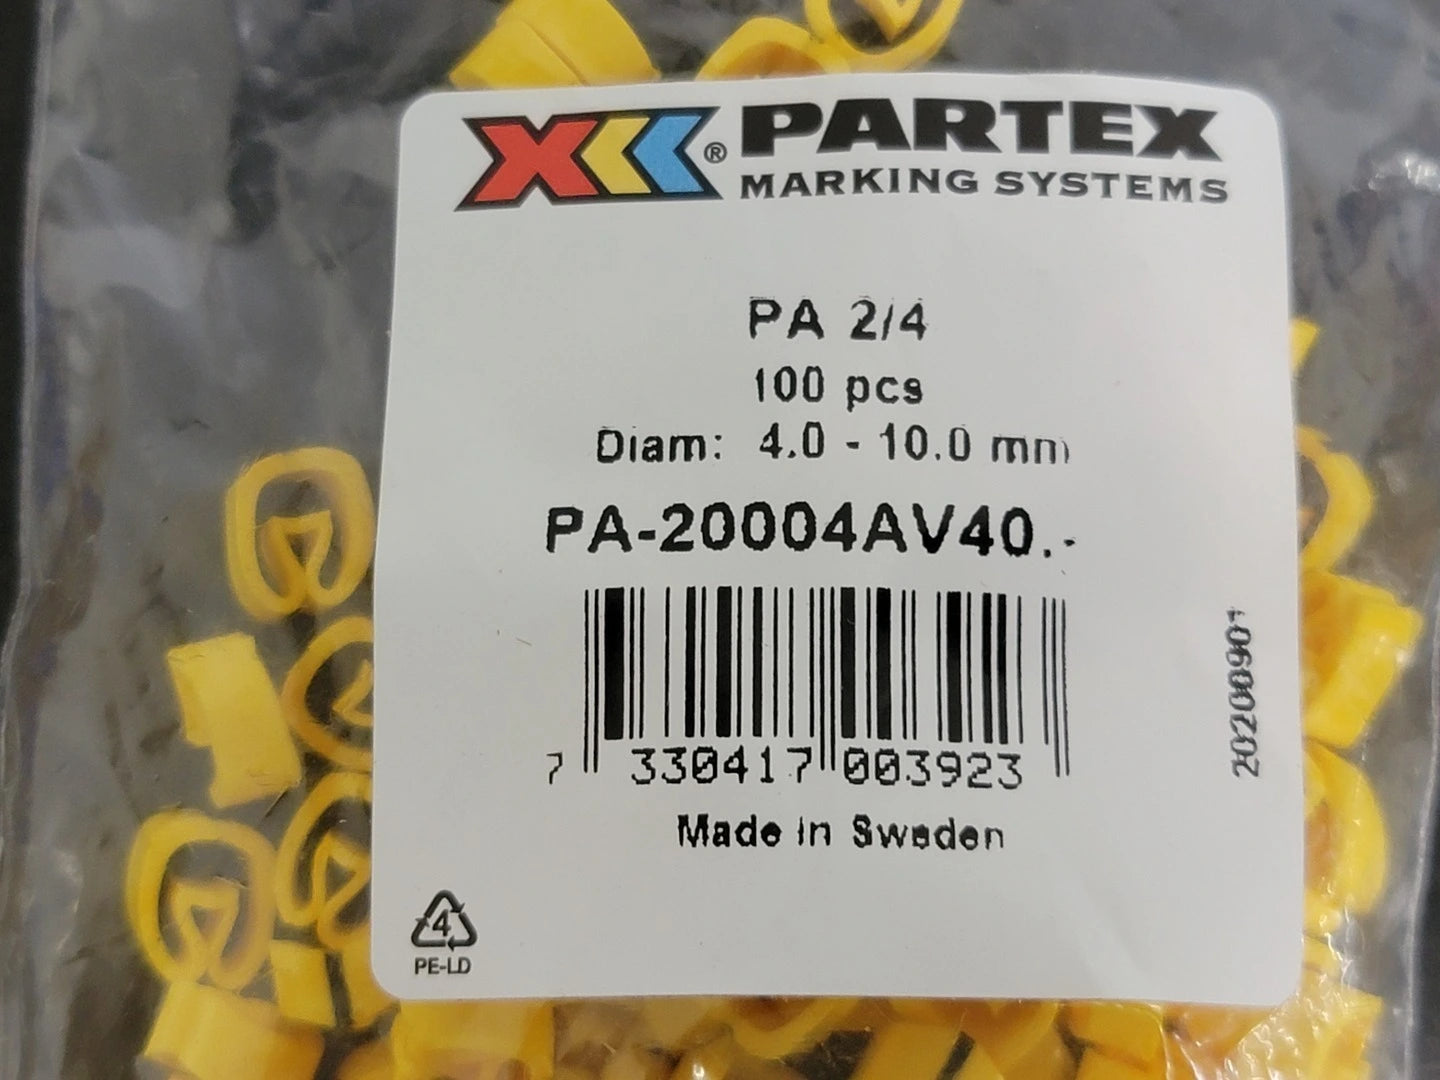 ® PARTEX
MARKING SYSTEMS
PA 2/4
100 pcs
Diam: 4.0 - 10.0 mm
PA-20004AV40.-
7 330417 003923
Made in Sweden
20200901
4
PE-LD